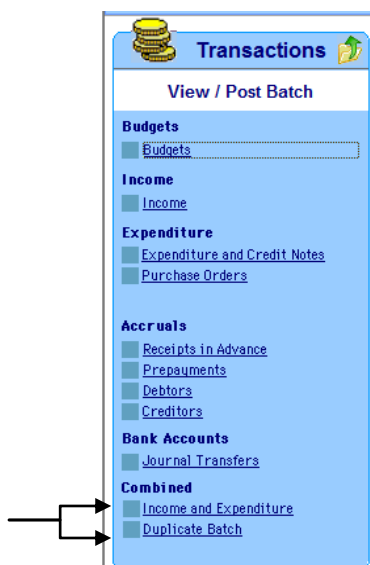 Transactions
View / Post Batch
Budgets
Budgets
Income
Income
Expenditure
Expenditure and Credit Notes
Purchase Orders
Accruals
Receipts in Advance
Prepayments
Debtors
Creditors
Bank Accounts
Journal Transfers
Combined
Income and Expenditure
Duplicate Batch